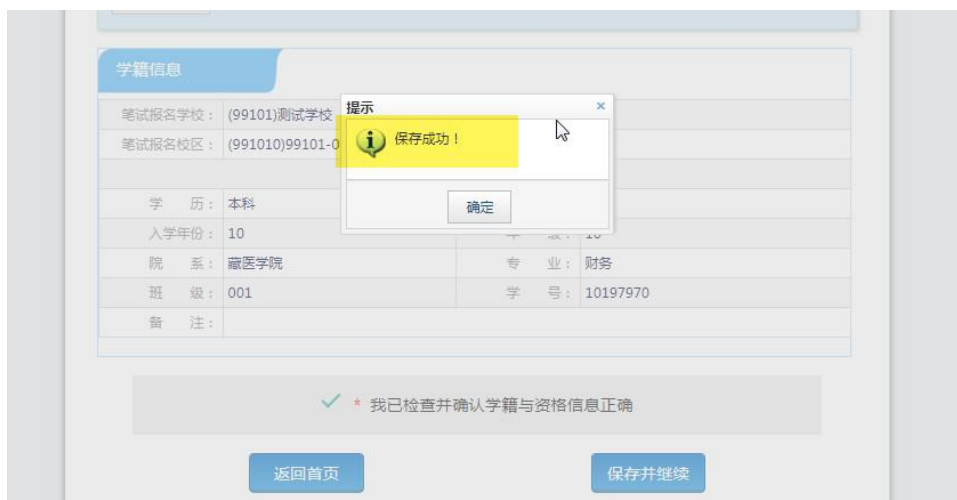 学籍信息
笔试报名学校： (99101)测试学校
笔试报名校区： (991010)99101-0
提示 ×
保存成功！
确定
学 历： 本科
入学年份： 10
院 系： 藏医学院 专 业： 财务
班 级： 001 学 号： 10197970
备 注：
* 我已检查并确认学籍与资格信息正确
返回首页 保存并继续